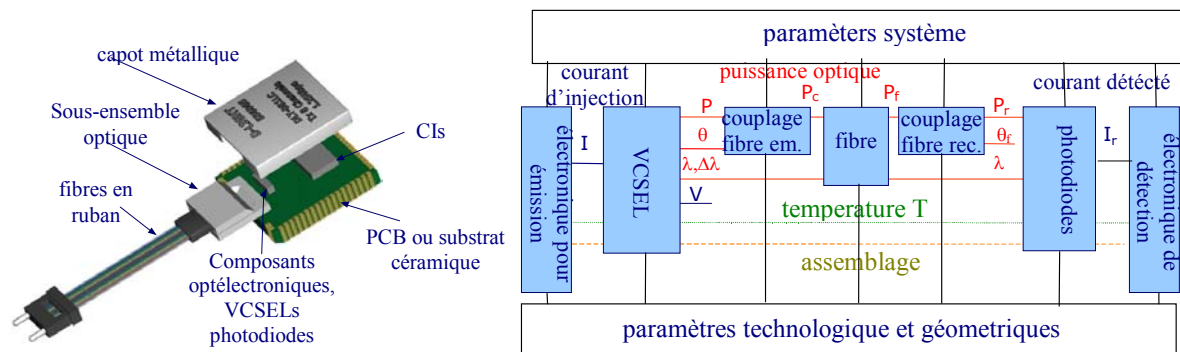 capot métallique
Sous-ensemble
optique
fibres en
ruban
CIs
PCB ou substrat
céramique
Composants
optélectroniques,
VCSELs
photodiodes
paramèters système
courant
d'injection
puissance optique
courant détécté
électronique pour
émission
I
VCSEL
P
θ
λ,Δλ
V
couplage
fibre em.
Pc
fibre
Pf
couplage
fibre rec.
Pr
θf
λ
photodiodes
Ir
électronique de
détection
temperature T
assemblage
paramètres technologique et géometriques